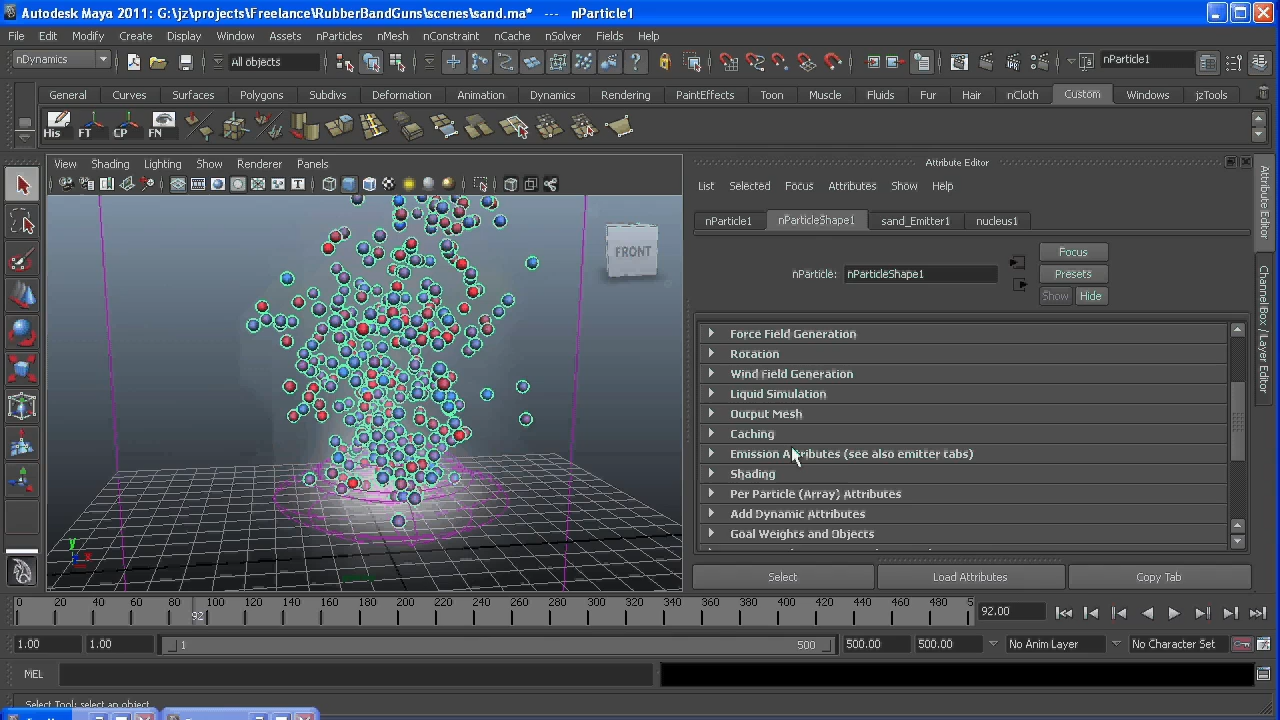 Autodesk Maya 2011: G:\jz\projects\Freelance\RubberBandGuns\scenes\sand.ma* --- nParticle1
File Edit Modify Create Display Window Assets nParticles nMesh nConstraint nCache nSolver Fields Help
nDynamics All objects nParticle1
General Curves Surfaces Polygons Subdivs Deformation Animation Dynamics Rendering PaintEffects Toon Muscle Fluids Fur Hair nCloth Custom Windows jzTools
His FT CP FN
View Shading Lighting Show Renderer Panels
FRONT
y
x
Attribute Editor
List Selected Focus Attributes Show Help
nParticle1 nParticleShape1 sand_Emitter1 nucleus1
Focus
nParticle: nParticleShape1 Presets
Show Hide
Force Field Generation
Rotation
Wind Field Generation
Liquid Simulation
Output Mesh
Caching
Emission Attributes (see also emitter tabs)
Shading
Per Particle (Array) Attributes
Add Dynamic Attributes
Goal Weights and Objects
Select Load Attributes Copy Tab
Attribute Editor
Channel Box / Layer Editor
0 20 40 60 80 100 120 140 160 180 200 220 240 260 280 300 320 340 360 380 400 420 440 460 480 5
92 92.00
1.00 1.00 1 500 500.00 500.00 No Anim Layer No Character Set
MEL
Select Tool: select an object